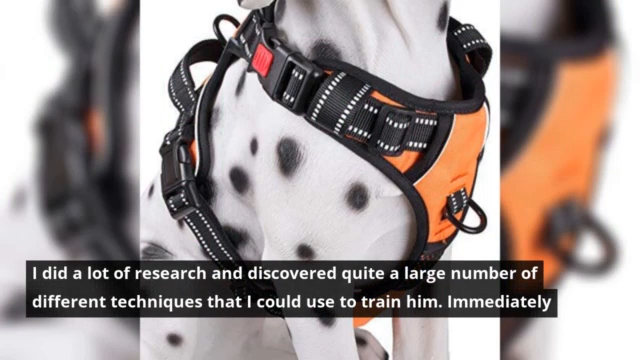 I did a lot of research and discovered quite a large number of
different techniques that I could use to train him. Immediately